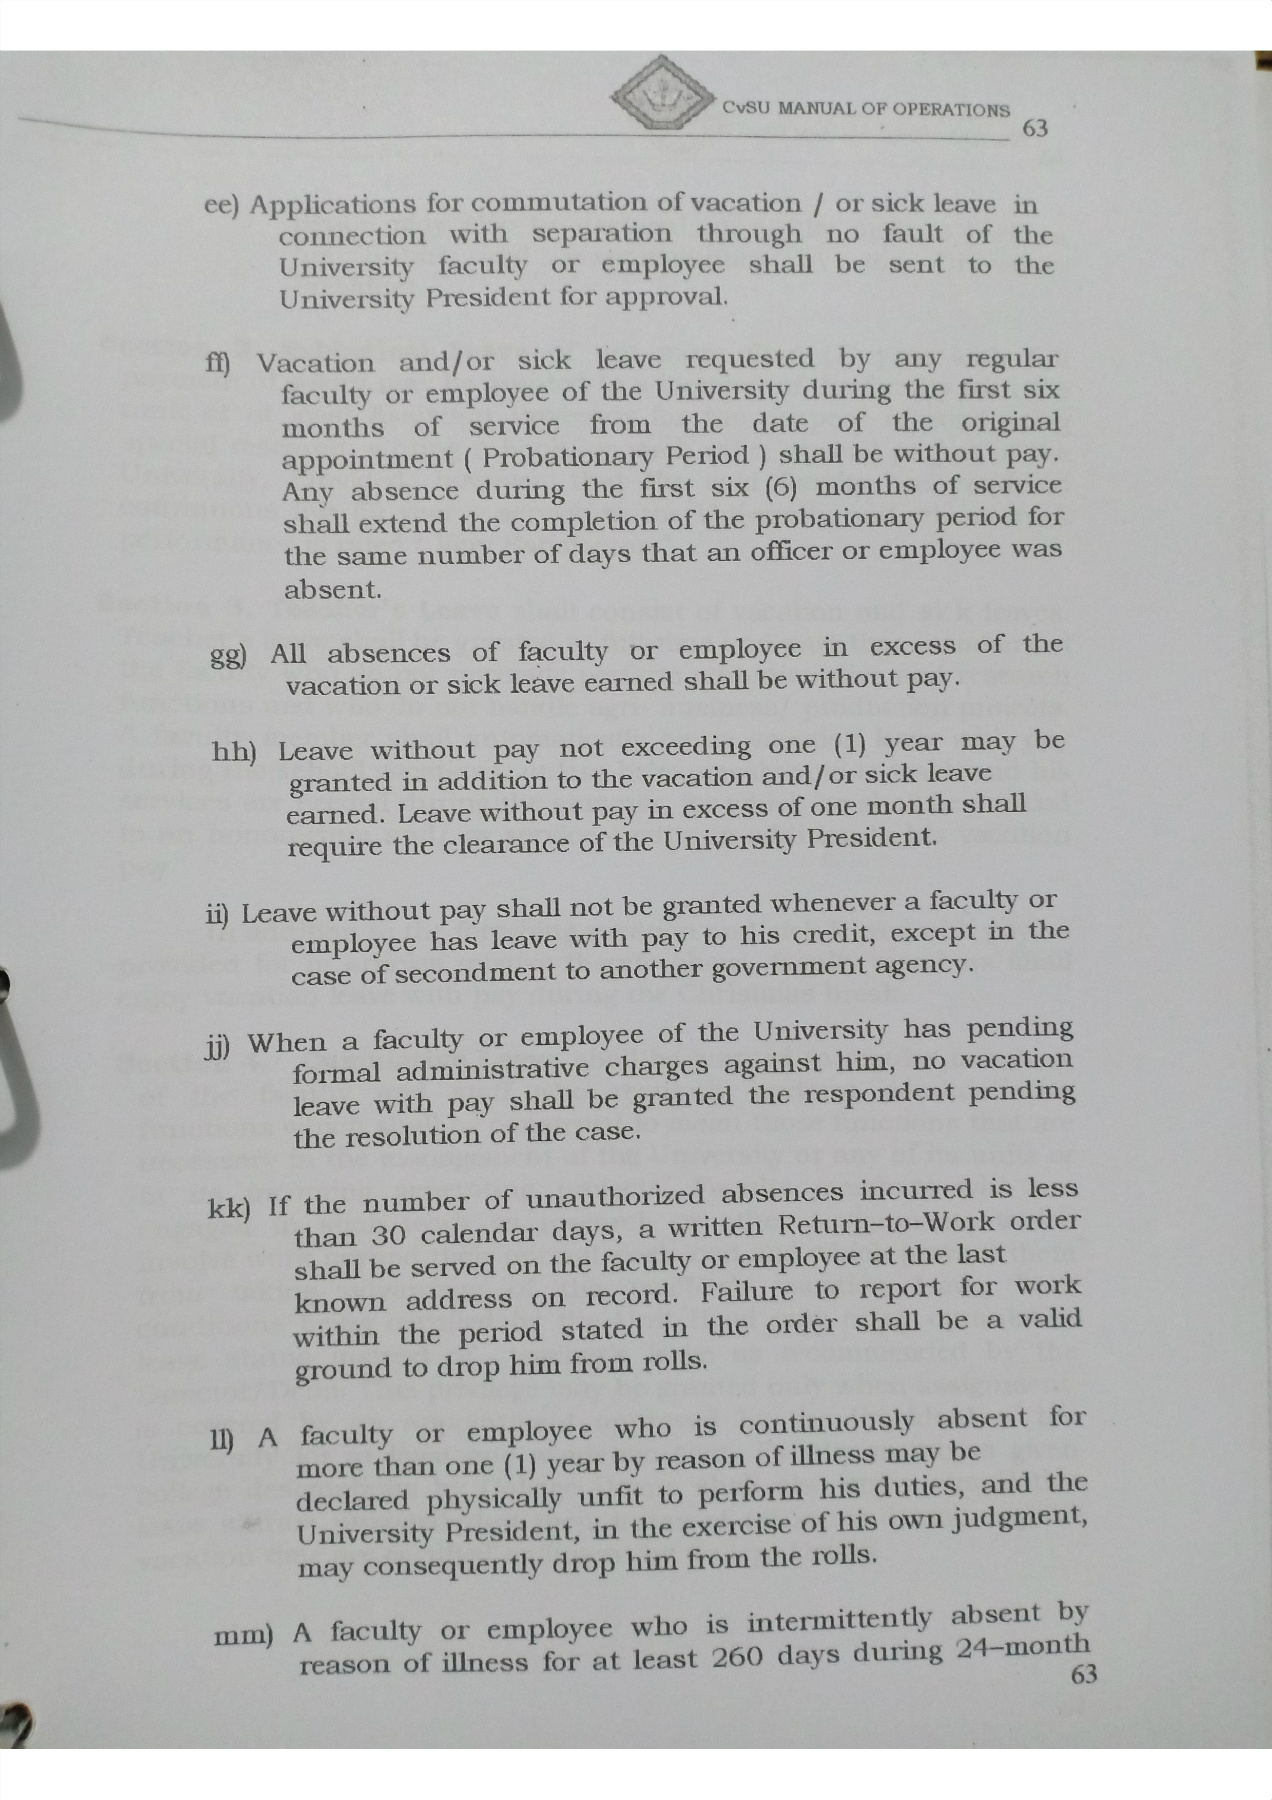 CvSU MANUAL OF OPERATIONS
63
ee) Applications for commutation of vacation / or sick leave in
connection with separation through no fault of the
University faculty or employee shall be sent to the
University President for approval.
ff) Vacation and/or sick leave requested by any regular
faculty or employee of the University during the first six
months of service from the date of the original
appointment ( Probationary Period ) shall be without pay.
Any absence during the first six (6) months of service
shall extend the completion of the probationary period for
the same number of days that an officer or employee was
absent.
gg) All absences of faculty or employee in excess of the
vacation or sick leave earned shall be without pay.
hh) Leave without pay not exceeding one (1) year may be
granted in addition to the vacation and/or sick leave
earned. Leave without pay in excess of one month shall
require the clearance of the University President.
ii) Leave without pay shall not be granted whenever a faculty or
employee has leave with pay to his credit, except in the
case of secondment to another government agency.
jj) When a faculty or employee of the University has pending
formal administrative charges against him, no vacation
leave with pay shall be granted the respondent pending
the resolution of the case.
kk) If the number of unauthorized absences incurred is less
than 30 calendar days, a written Return-to-Work order
shall be served on the faculty or employee at the last
known address on record. Failure to report for work
within the period stated in the order shall be a valid
ground to drop him from rolls.
ll) A faculty or employee who is continuously absent for
more than one (1) year by reason of illness may be
declared physically unfit to perform his duties, and the
University President, in the exercise of his own judgment,
may consequently drop him from the rolls.
mm) A faculty or employee who is intermittently absent by
reason of illness for at least 260 days during 24-month
63